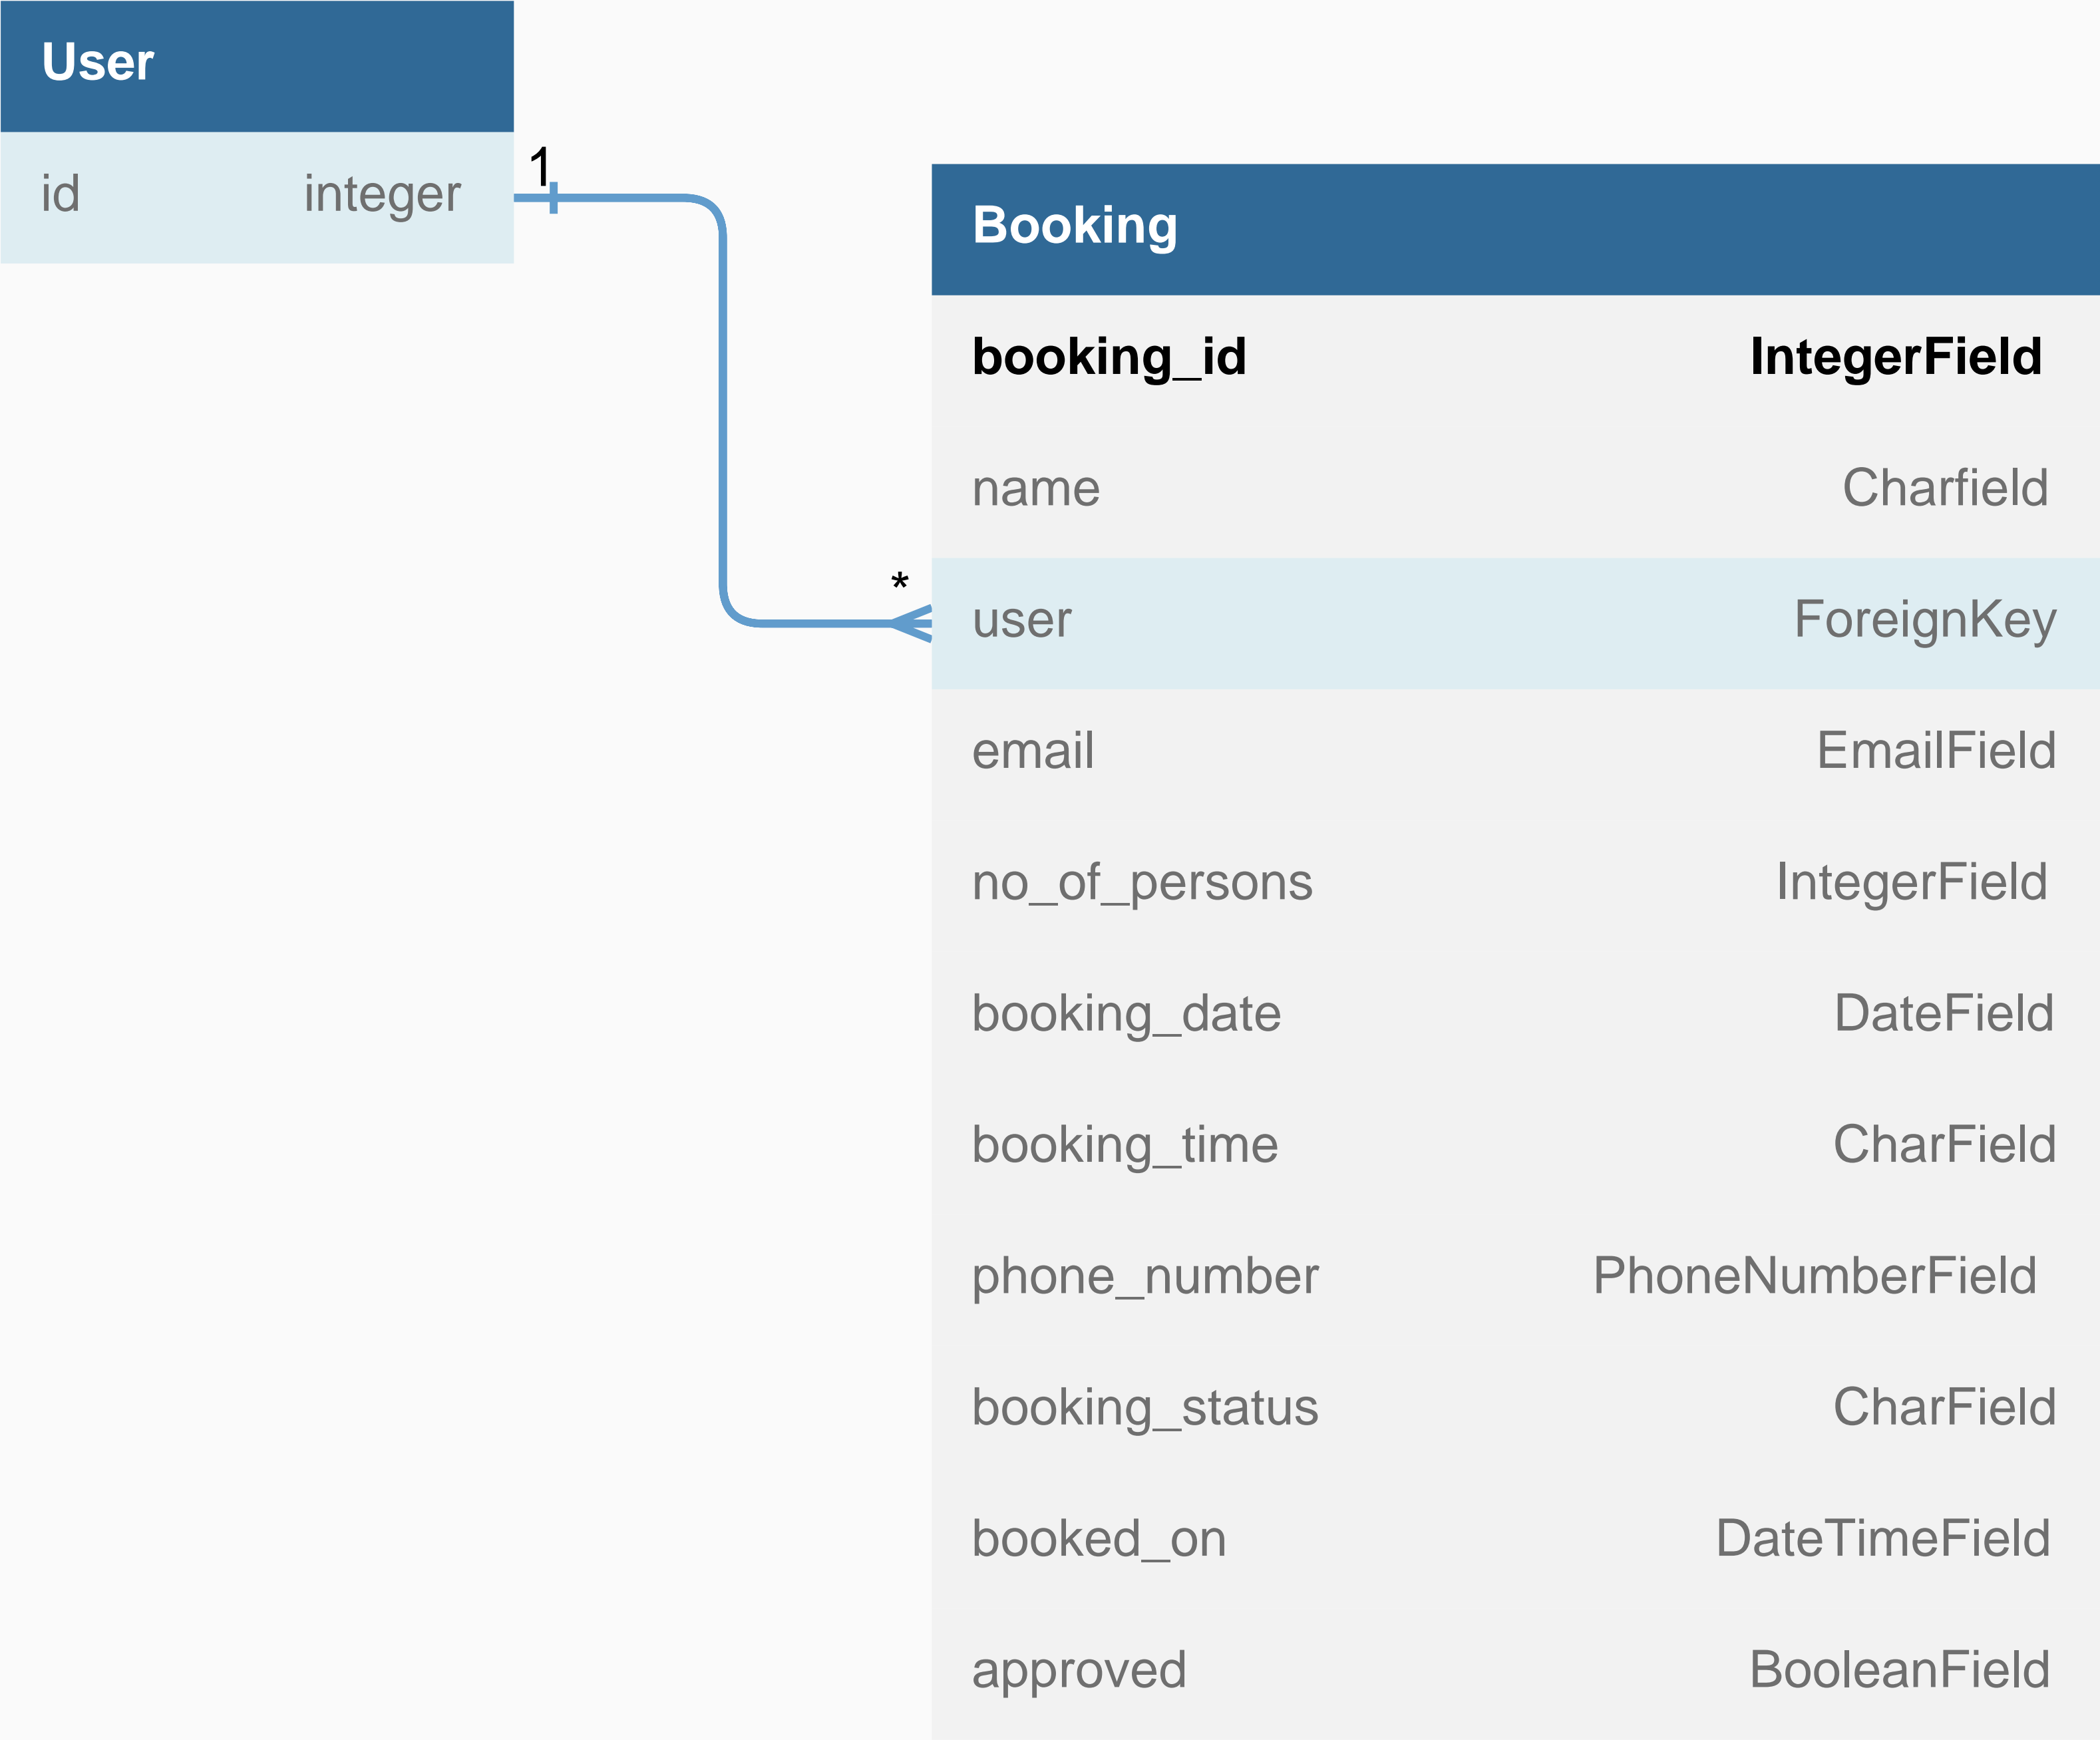 User
id integer
1
Booking
booking_id IntegerField
name Charfield
*
user ForeignKey
email EmailField
no_of_persons IntegerField
booking_date DateField
booking_time CharField
phone_number PhoneNumberField
booking_status CharField
booked_on DateTimeField
approved BooleanField